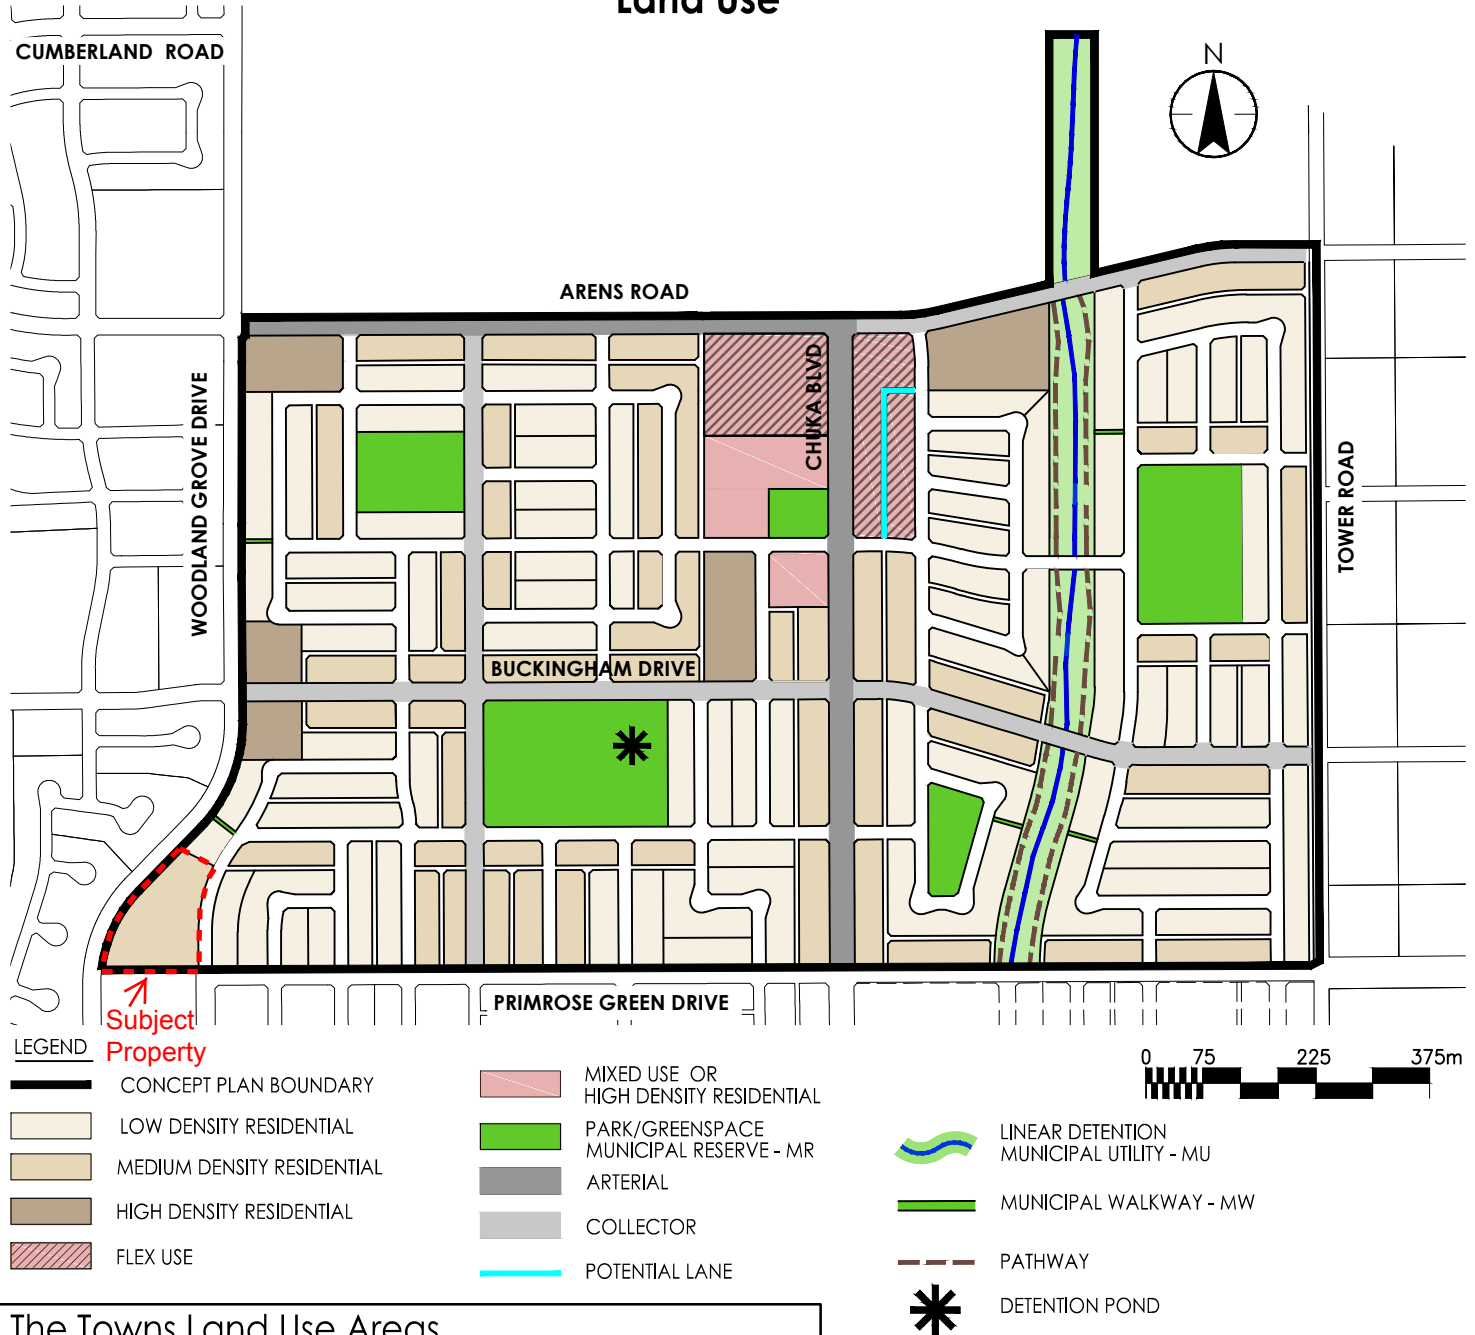 Land Use
CUMBERLAND ROAD
N
ARENS ROAD
CHUKA BLVD
WOODLAND GROVE DRIVE
TOWER ROAD
BUCKINGHAM DRIVE
PRIMROSE GREEN DRIVE
Subject
Property
LEGEND
CONCEPT PLAN BOUNDARY
LOW DENSITY RESIDENTIAL
MEDIUM DENSITY RESIDENTIAL
HIGH DENSITY RESIDENTIAL
FLEX USE
MIXED USE OR
HIGH DENSITY RESIDENTIAL
PARK/GREENSPACE
MUNICIPAL RESERVE - MR
ARTERIAL
COLLECTOR
POTENTIAL LANE
0 75 225 375m
LINEAR DETENTION
MUNICIPAL UTILITY - MU
MUNICIPAL WALKWAY - MW
PATHWAY
DETENTION POND
The Towns Land Use Areas